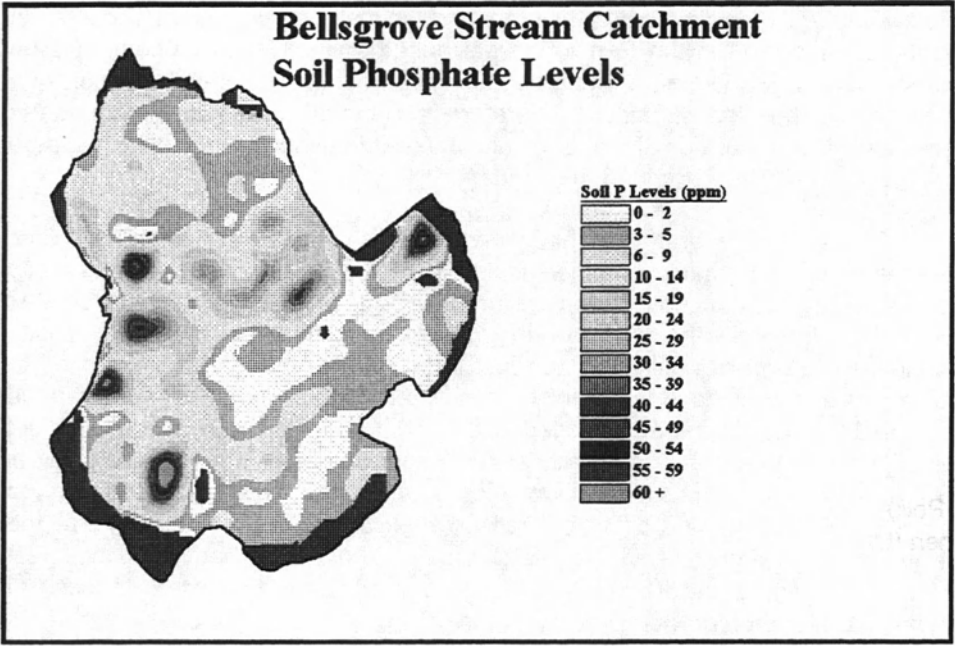 Bellsgrove Stream Catchment
Soil Phosphate Levels
Soil P Levels (ppm)
0 - 2
3 - 5
6 - 9
10 - 14
15 - 19
20 - 24
25 - 29
30 - 34
35 - 39
40 - 44
45 - 49
50 - 54
55 - 59
60 +